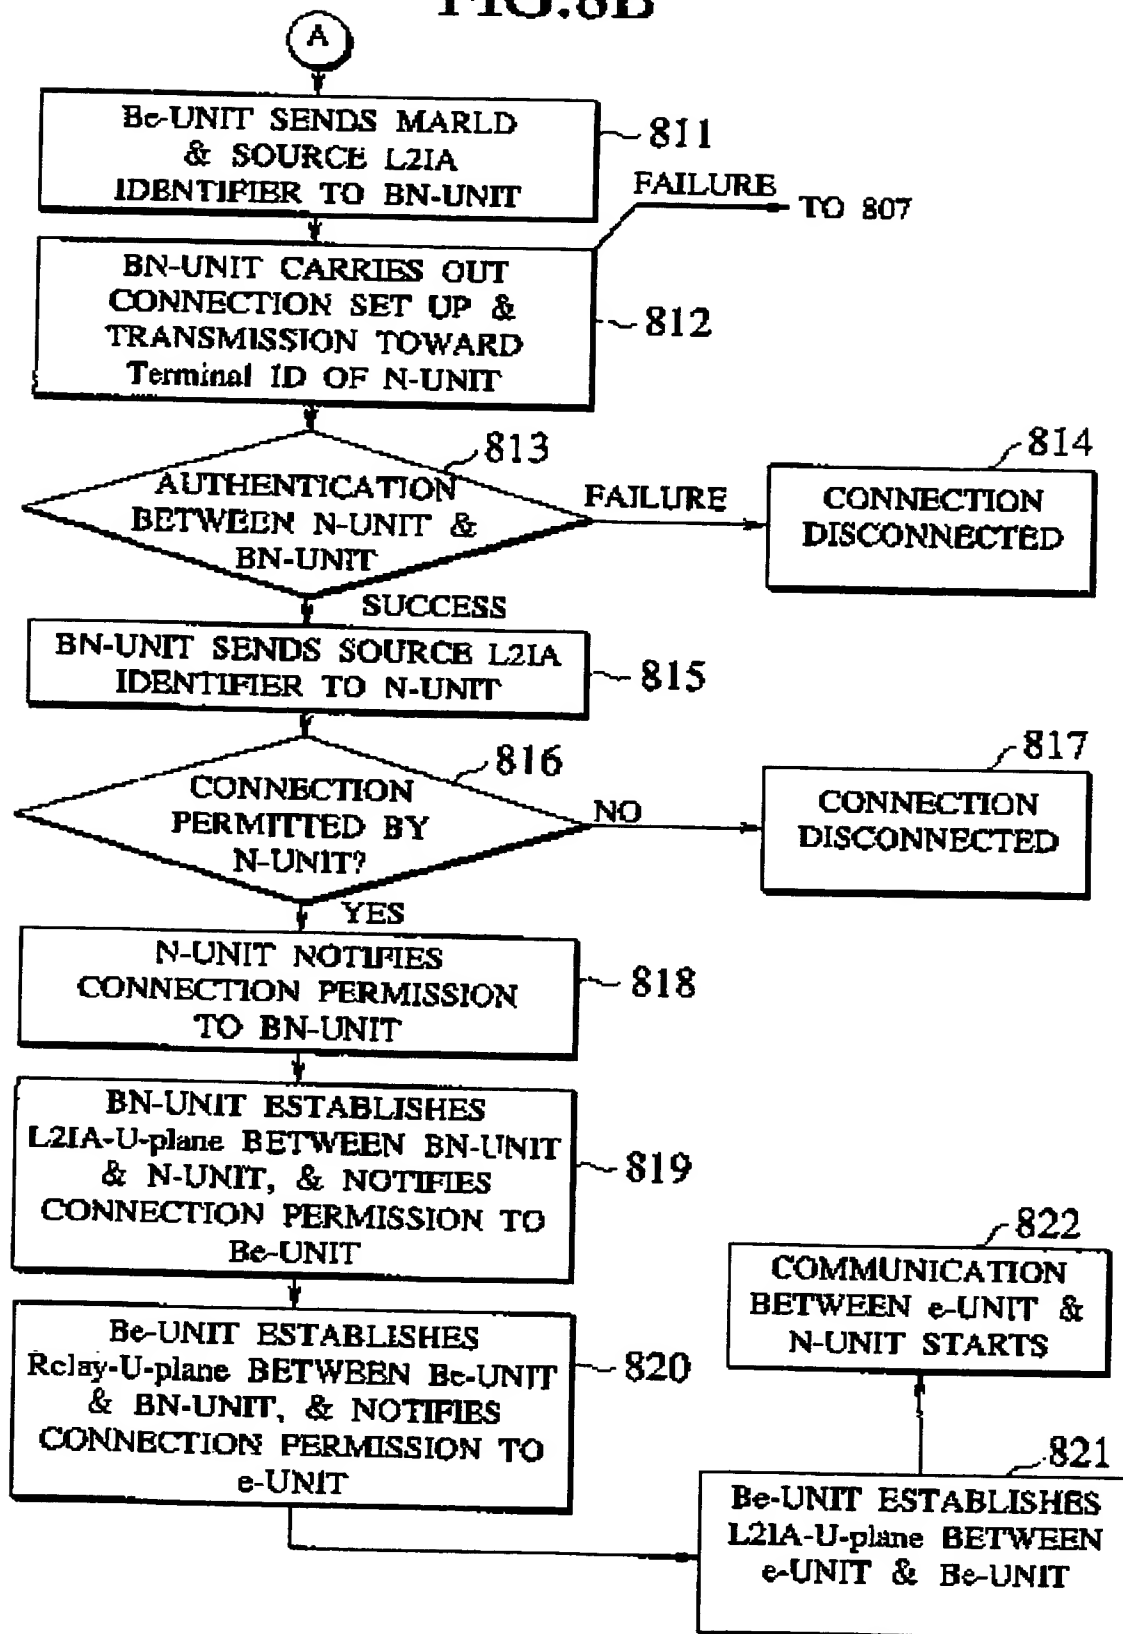 FIG.8B
A
Be-UNIT SENDS MARLD
& SOURCE L2IA
IDENTIFIER TO BN-UNIT
811
FAILURE
TO 807
BN-UNIT CARRIES OUT
CONNECTION SET UP &
TRANSMISSION TOWARD
Terminal ID OF N-UNIT
812
813
AUTHENTICATION
BETWEEN N-UNIT &
BN-UNIT
FAILURE
814
CONNECTION
DISCONNECTED
SUCCESS
BN-UNIT SENDS SOURCE L2IA
IDENTIFIER TO N-UNIT
815
816
CONNECTION
PERMITTED BY
N-UNIT?
NO
817
CONNECTION
DISCONNECTED
YES
N-UNIT NOTIFIES
CONNECTION PERMISSION
TO BN-UNIT
818
BN-UNIT ESTABLISHES
L2IA-U-plane BETWEEN BN-UNIT
& N-UNIT, & NOTIFIES
CONNECTION PERMISSION TO
Be-UNIT
819
Be-UNIT ESTABLISHES
Relay-U-plane BETWEEN Be-UNIT
& BN-UNIT, & NOTIFIES
CONNECTION PERMISSION TO
e-UNIT
820
821
Be-UNIT ESTABLISHES
L2IA-U-plane BETWEEN
e-UNIT & Be-UNIT
822
COMMUNICATION
BETWEEN e-UNIT &
N-UNIT STARTS